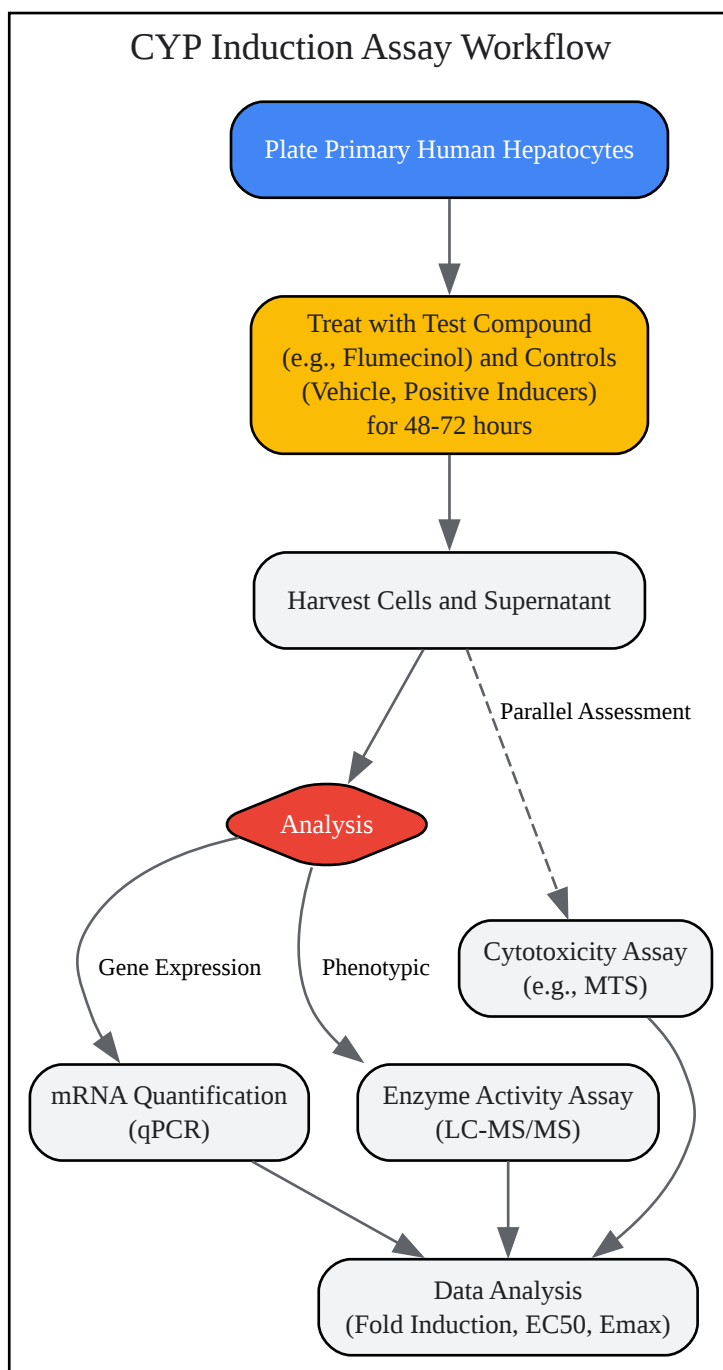 CYP Induction Assay Workflow
Plate Primary Human Hepatocytes
Treat with Test Compound
(e.g., Flumecinol) and Controls
(Vehicle, Positive Inducers)
for 48-72 hours
Harvest Cells and Supernatant
Parallel Assessment
Analysis
Gene Expression
Phenotypic
Cytotoxicity Assay
(e.g., MTS)
mRNA Quantification
(qPCR)
Enzyme Activity Assay
(LC-MS/MS)
Data Analysis
(Fold Induction, EC50, Emax)